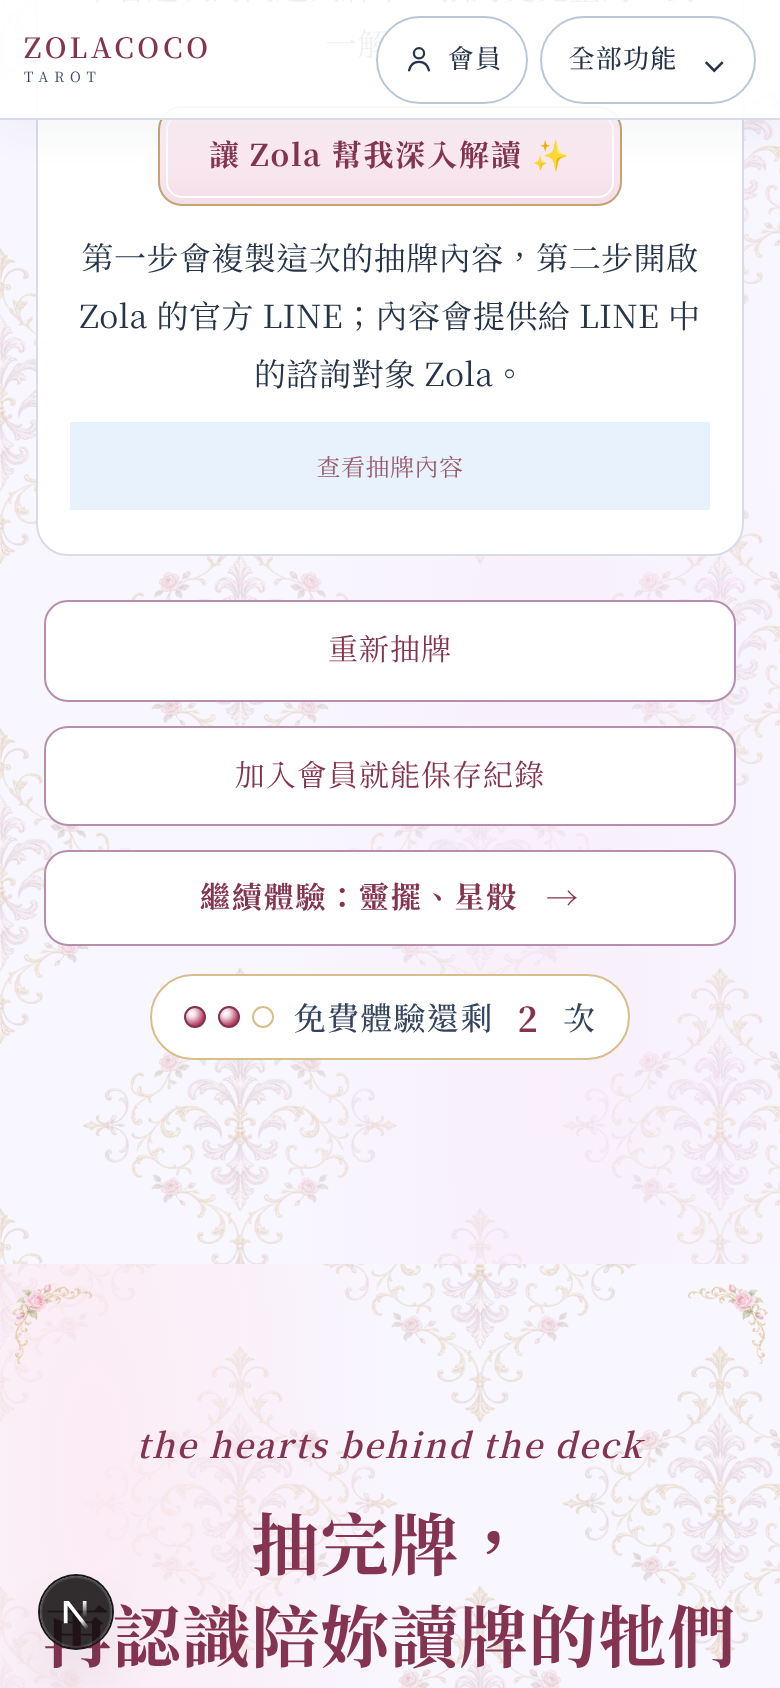 ZOLACOCO
TAROT
會員
全部功能
讓 Zola 幫我深入解讀 ✨
第一步會複製這次的抽牌內容，第二步開啟
Zola 的官方 LINE；內容會提供給 LINE 中
的諮詢對象 Zola。
查看抽牌內容
重新抽牌
加入會員就能保存紀錄
繼續體驗：靈擺、星骰 →
免費體驗還剩 2 次
the hearts behind the deck
抽完牌，
再認識陪妳讀牌的牠們
N